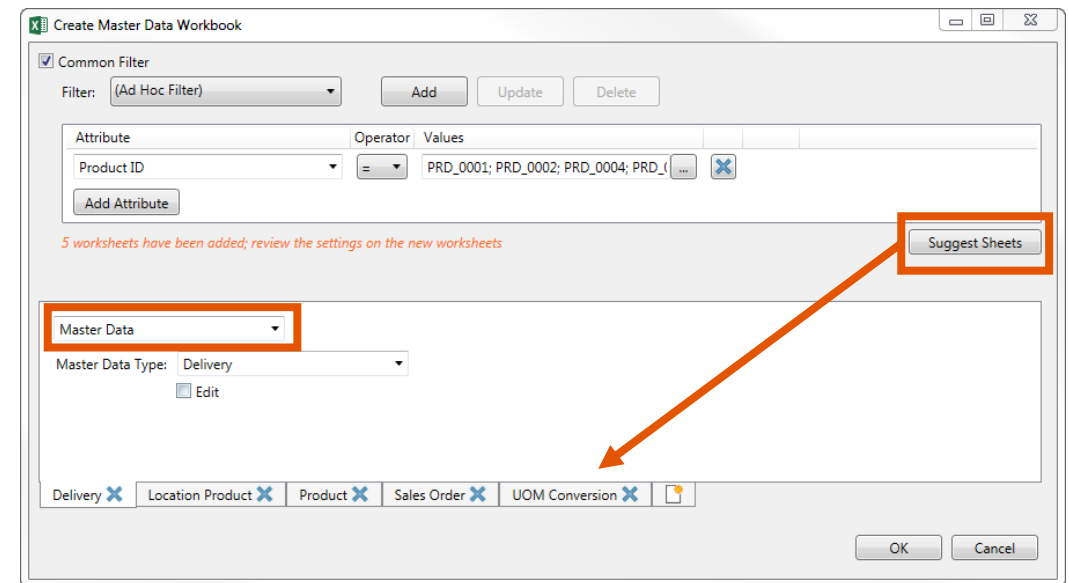 Create Master Data Workbook
Common Filter
Filter: (Ad Hoc Filter) Add Update Delete
Attribute Operator Values
Product ID = PRD_0001; PRD_0002; PRD_0004; PRD_( ...
Add Attribute
5 worksheets have been added; review the settings on the new worksheets Suggest Sheets
Master Data
Master Data Type: Delivery
Edit
Delivery Location Product Product Sales Order UOM Conversion
OK Cancel